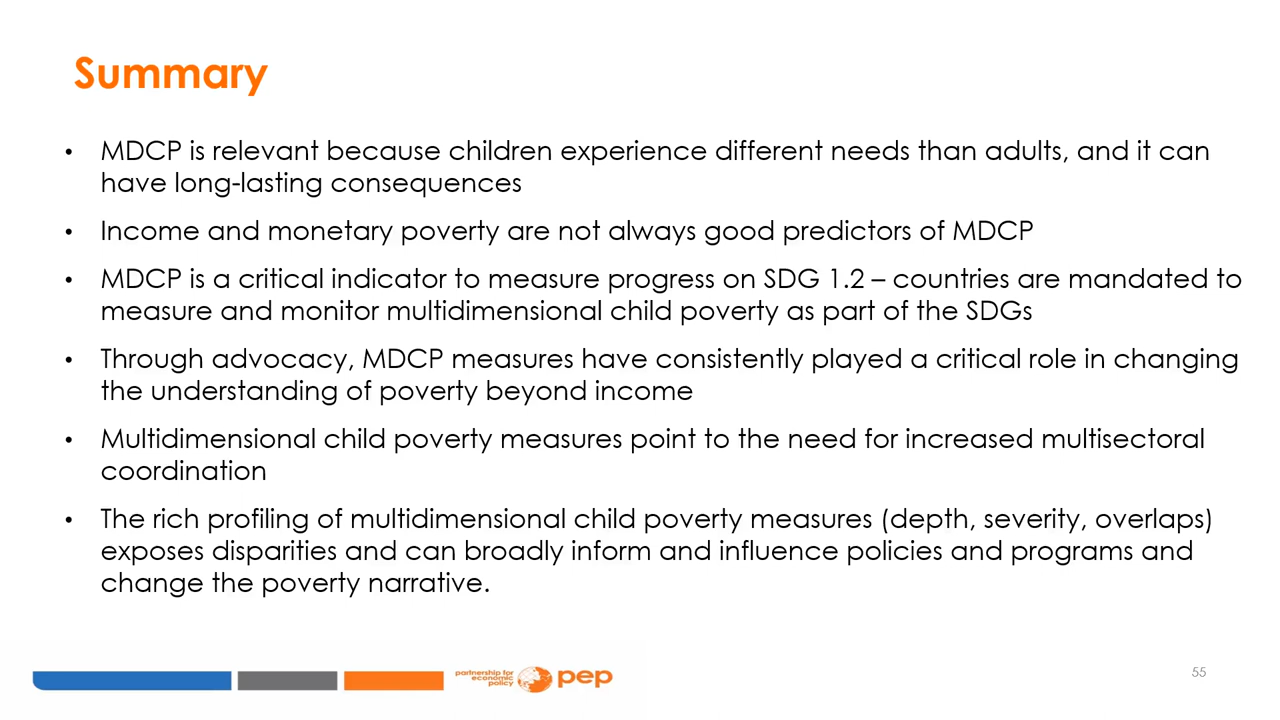 Summary
• MDCP is relevant because children experience different needs than adults, and it can
have long-lasting consequences
• Income and monetary poverty are not always good predictors of MDCP
• MDCP is a critical indicator to measure progress on SDG 1.2 – countries are mandated to
measure and monitor multidimensional child poverty as part of the SDGs
• Through advocacy, MDCP measures have consistently played a critical role in changing
the understanding of poverty beyond income
• Multidimensional child poverty measures point to the need for increased multisectoral
coordination
• The rich profiling of multidimensional child poverty measures (depth, severity, overlaps)
exposes disparities and can broadly inform and influence policies and programs and
change the poverty narrative.
partnership for
economic
policy
pep
55